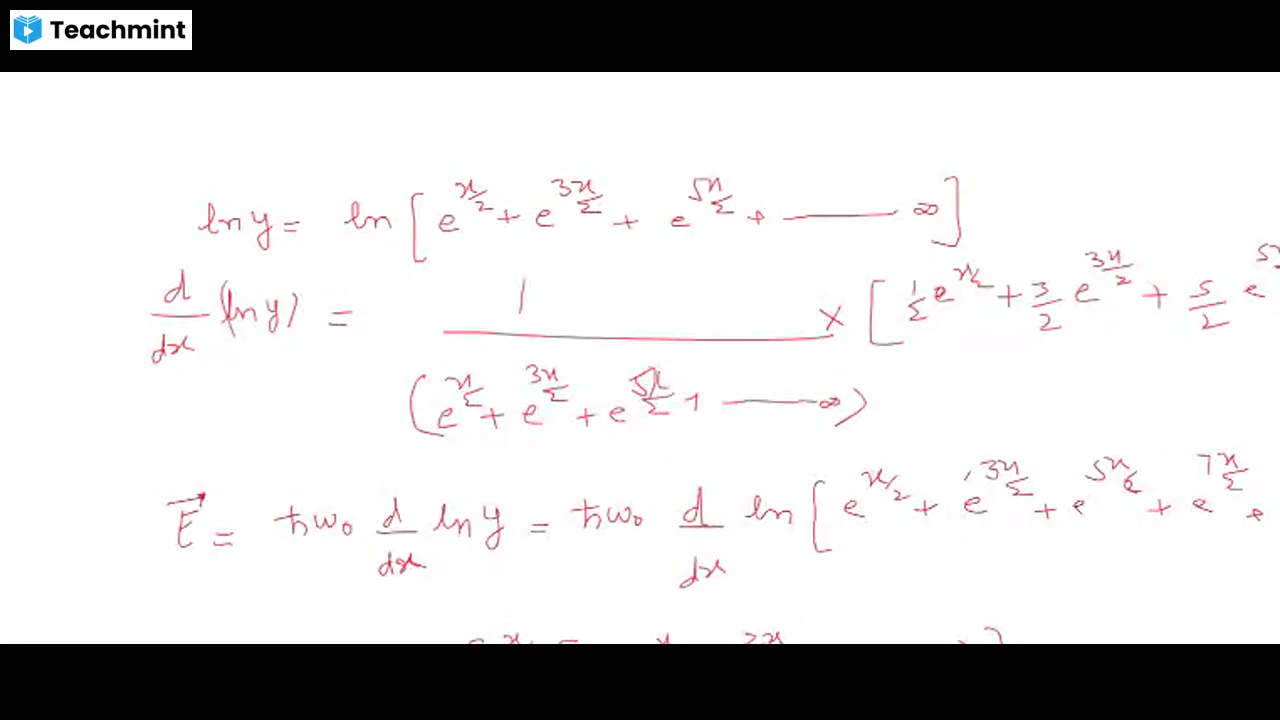 Teachmint
ln y = ln [ e^{x/2} + e^{3x/2} + e^{5x/2} + —— ∞ ]
d/dx (ln y) = 1 / ( e^{x/2} + e^{3x/2} + e^{5x/2} + —— ∞ ) × [ 1/2 e^{x/2} + 3/2 e^{3x/2} + 5/2 e^{5
E = ħω₀ d/dx ln y = ħω₀ d/dx ln [ e^{x/2} + e^{3x/2} + e^{5x/2} + e^{7x/2} +